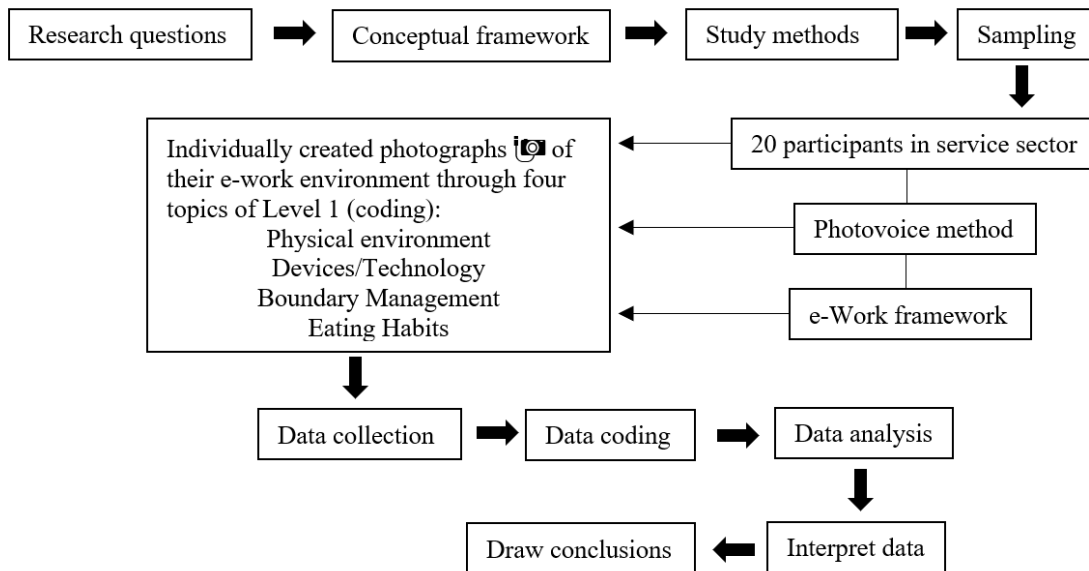 Research questions
Conceptual framework
Study methods
Sampling
Individually created photographs of
their e-work environment through four
topics of Level 1 (coding):
Physical environment
Devices/Technology
Boundary Management
Eating Habits
20 participants in service sector
Photovoice method
e-Work framework
Data collection
Data coding
Data analysis
Draw conclusions
Interpret data